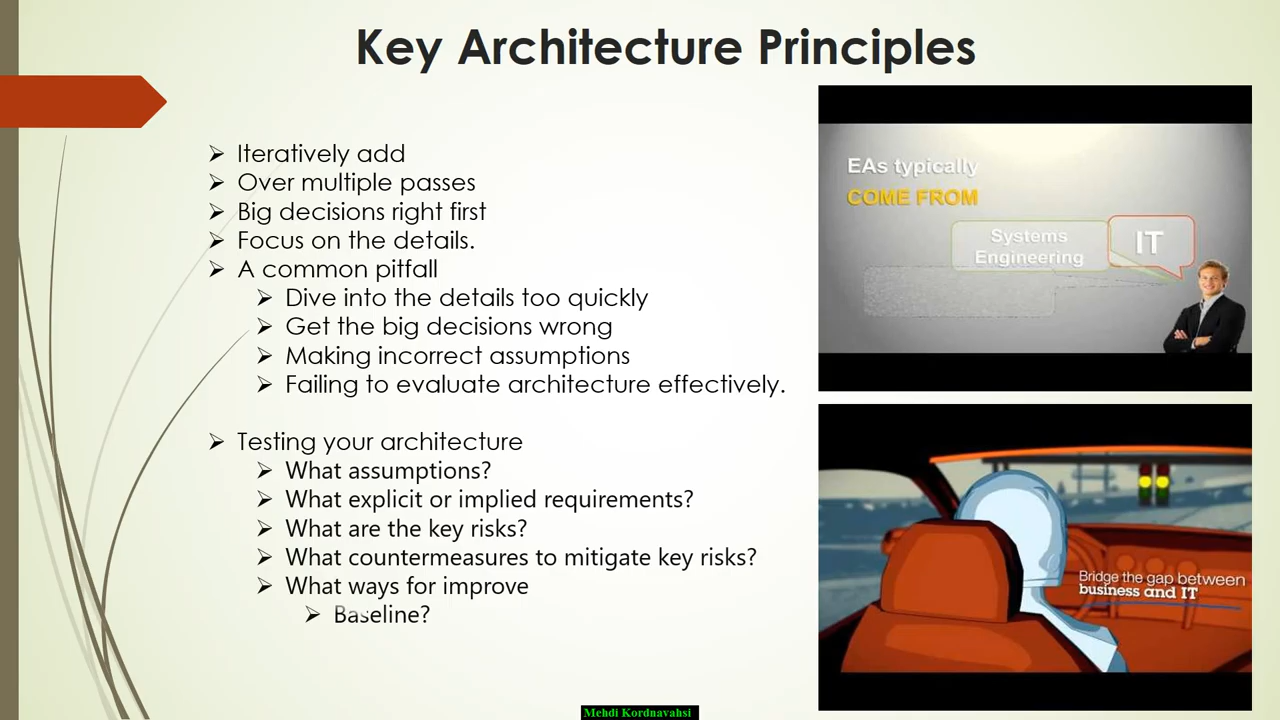 Key Architecture Principles
Iteratively add
Over multiple passes
Big decisions right first
Focus on the details.
A common pitfall
Dive into the details too quickly
Get the big decisions wrong
Making incorrect assumptions
Failing to evaluate architecture effectively.
Testing your architecture
What assumptions?
What explicit or implied requirements?
What are the key risks?
What countermeasures to mitigate key risks?
What ways for improve
Baseline?
EAs typically
COME FROM
Systems
Engineering
IT
Bridge the gap between
business and IT
Mehdi Kordnavahsi